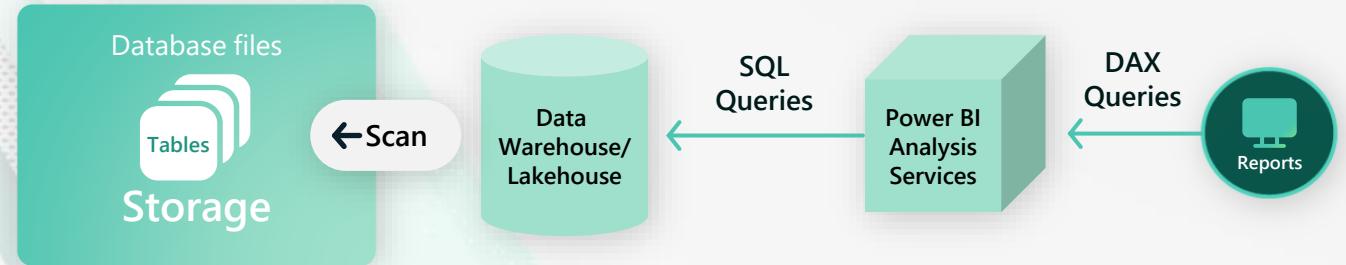 Database files
Tables
Storage
Scan
Data
Warehouse/
Lakehouse
SQL
Queries
Power BI
Analysis
Services
DAX
Queries
Reports